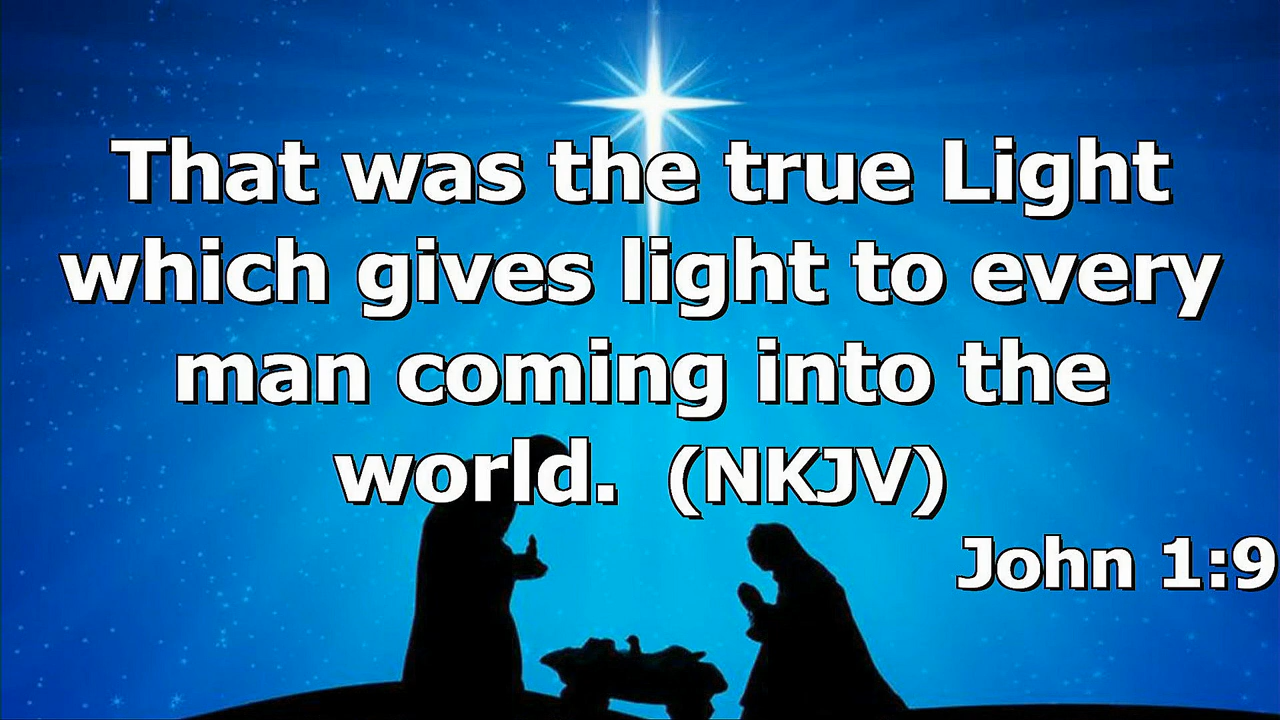 That was the true Light
which gives light to every
man coming into the
world. (NKJV)
John 1:9